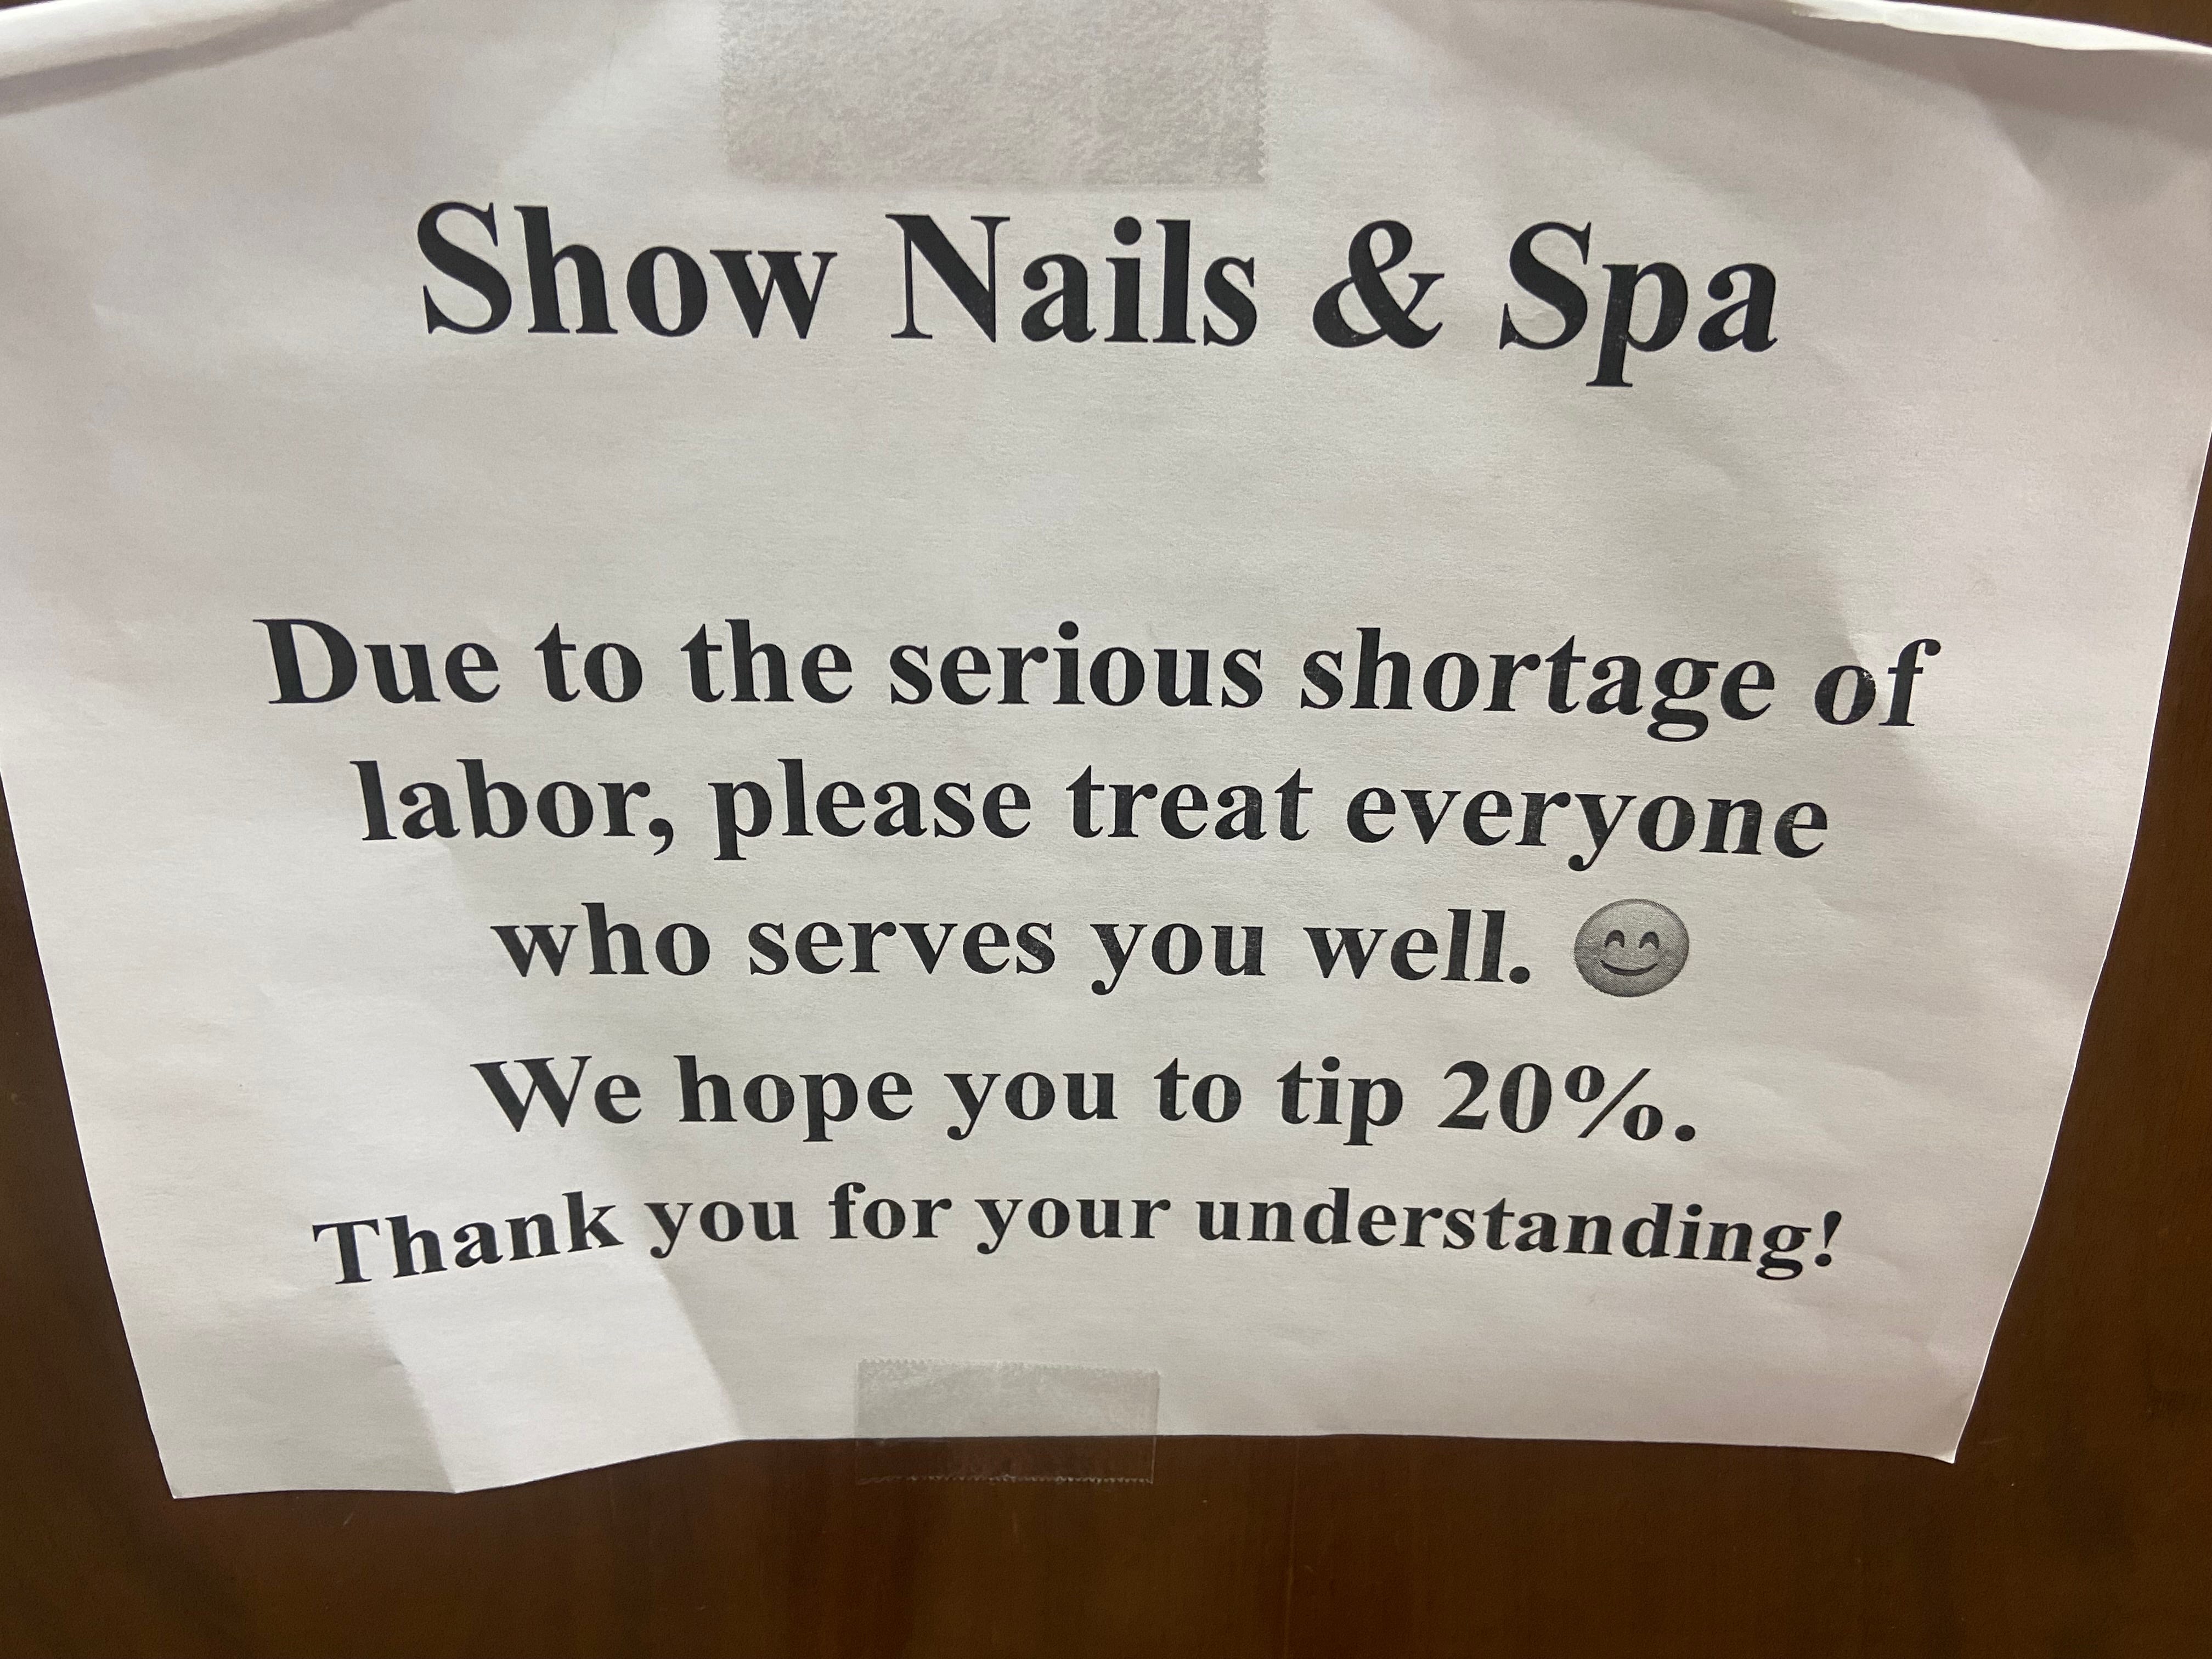 Show Nails & Spa
Due to the serious shortage of
labor, please treat everyone
who serves you well. 😊
We hope you to tip 20%.
Thank you for your understanding!